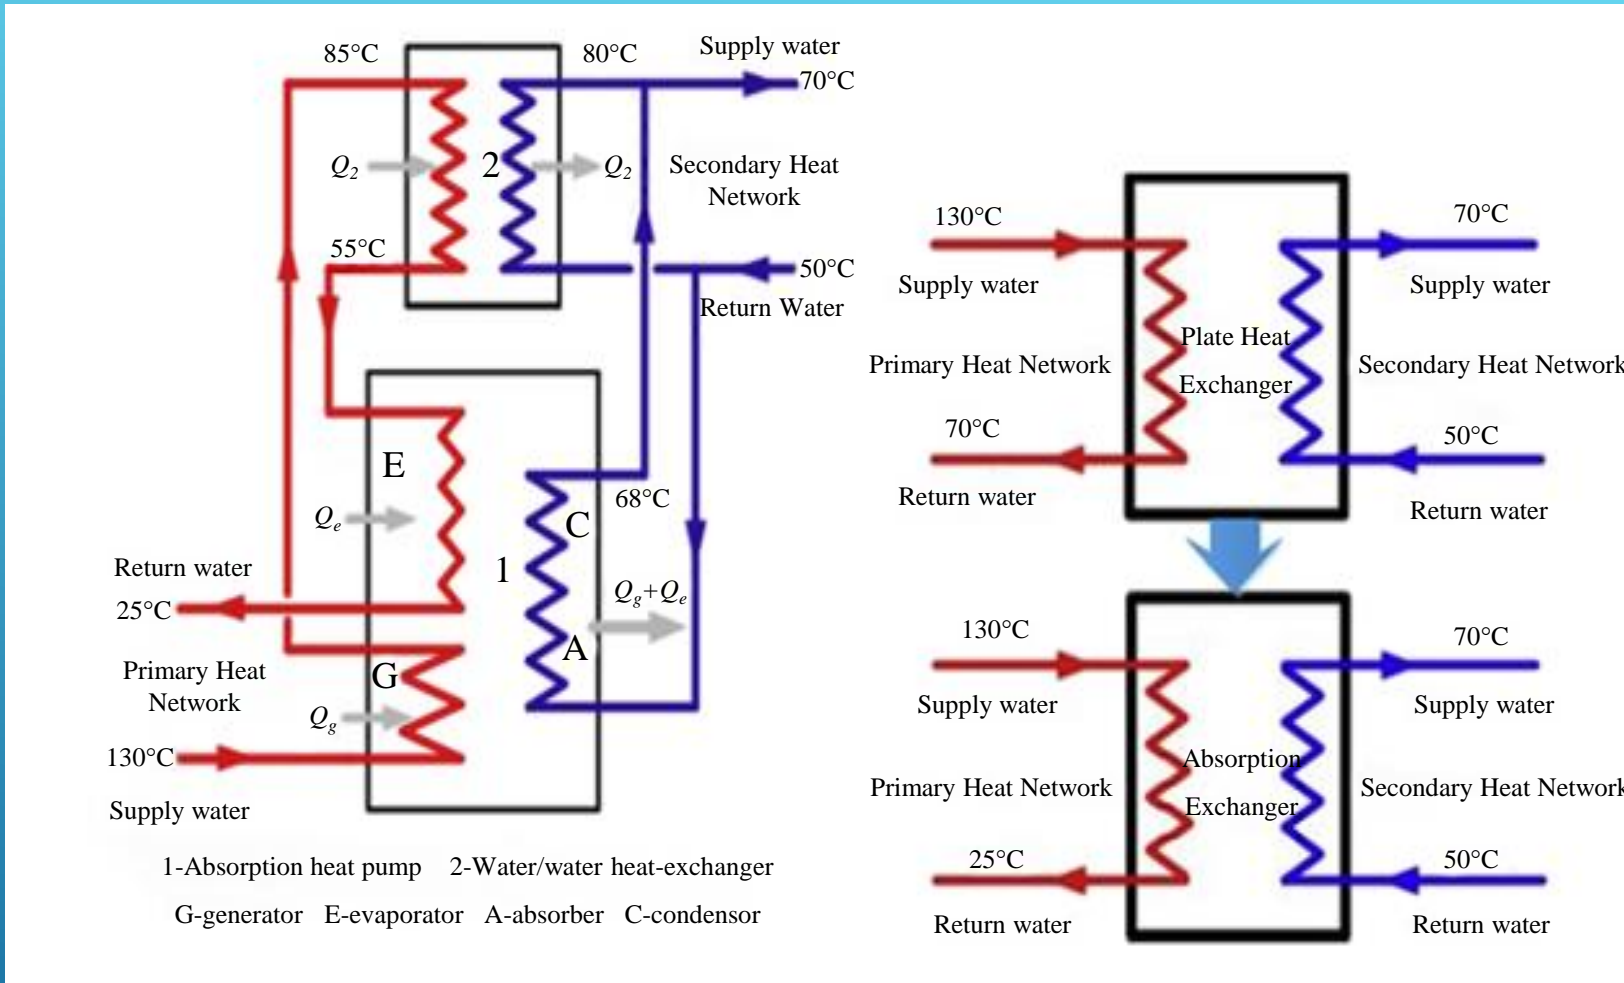 85°C
80°C
Supply water
70°C
Q2
2
Q2
Secondary Heat
Network
55°C
50°C
Return Water
E
Qe
68°C
C
1
Qg+Qe
A
Return water
25°C
Primary Heat
Network
G
Qg
130°C
Supply water
1-Absorption heat pump 2-Water/water heat-exchanger
G-generator E-evaporator A-absorber C-condensor
130°C
70°C
Supply water
Supply water
Plate Heat
Exchanger
Primary Heat Network
Secondary Heat Network
70°C
50°C
Return water
Return water
130°C
70°C
Supply water
Supply water
Absorption
Exchanger
Primary Heat Network
Secondary Heat Network
25°C
50°C
Return water
Return water